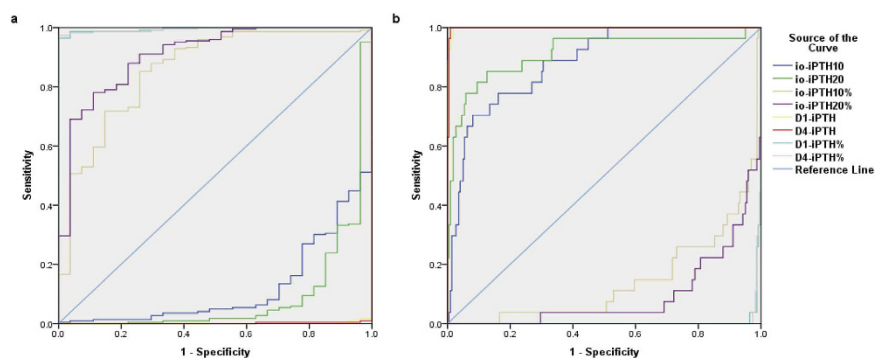 a
b
1.0
0.8
0.6
0.4
0.2
0.0
Sensitivity
0.0 0.2 0.4 0.6 0.8 1.0
1 - Specificity
1.0
0.8
0.6
0.4
0.2
0.0
Sensitivity
0.0 0.2 0.4 0.6 0.8 1.0
1 - Specificity
Source of the
Curve
io-iPTH10
io-iPTH20
io-iPTH10%
io-iPTH20%
D1-iPTH
D4-iPTH
D1-iPTH%
D4-iPTH%
Reference Line